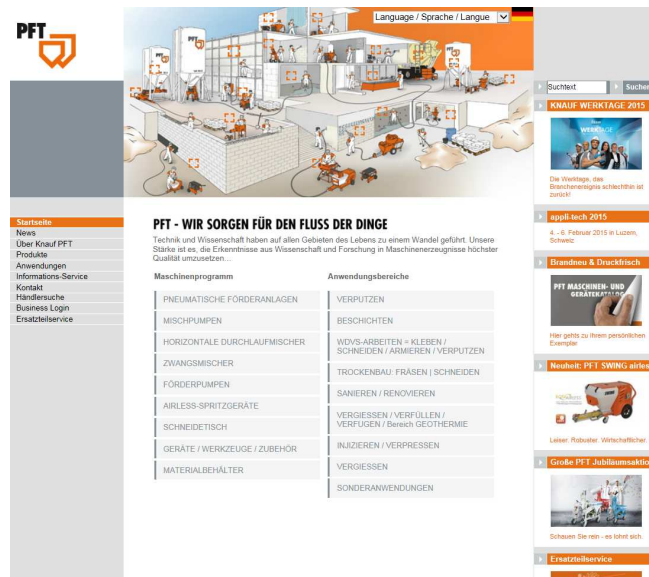 PFT
Language / Sprache / Langue
Suchtext
Suchen
Startseite
News
Über Knauf PFT
Produkte
Anwendungen
Informations-Service
Kontakt
Händlersuche
Business Login
Ersatzteilservice
PFT - WIR SORGEN FÜR DEN FLUSS DER DINGE
Technik und Wissenschaft haben auf allen Gebieten des Lebens zu einem Wandel geführt. Unsere
Stärke ist es, die Erkenntnisse aus Wissenschaft und Forschung in Maschinenerzeugnisse höchster
Qualität umzusetzen...
Maschinenprogramm
PNEUMATISCHE FÖRDERANLAGEN
MISCHPUMPEN
HORIZONTALE DURCHLAUFMISCHER
ZWANGSMISCHER
FÖRDERPUMPEN
AIRLESS-SPRITZGERÄTE
SCHNEIDETISCH
GERÄTE / WERKZEUGE / ZUBEHÖR
MATERIALBEHÄLTER
Anwendungsbereiche
VERPUTZEN
BESCHICHTEN
WDVS-ARBEITEN = KLEBEN /
SCHNEIDEN / ARMIEREN / VERPUTZEN
TROCKENBAU: FRÄSEN | SCHNEIDEN
SANIEREN / RENOVIEREN
VERGIESSEN / VERFÜLLEN /
VERFUGEN / Bereich GEOTHERMIE
INJIZIEREN / VERPRESSEN
VERGIESSEN
SONDERANWENDUNGEN
KNAUF WERKTAGE 2015
WERKTAGE
Die Werktage, das
Branchenereignis schlechthin ist
zurück!
appli-tech 2015
4. - 6. Februar 2015 in Luzern,
Schweiz
Brandneu & Druckfrisch
PFT MASCHINEN- UND
GERÄTEKATALOG
Hier gehts zu Ihrem persönlichen
Exemplar
Neuheit: PFT SWING airles
Leiser. Robuster. Wirtschaftlicher.
Große PFT Jubiläumsaktio
Schauen Sie rein - es lohnt sich.
Ersatzteilservice